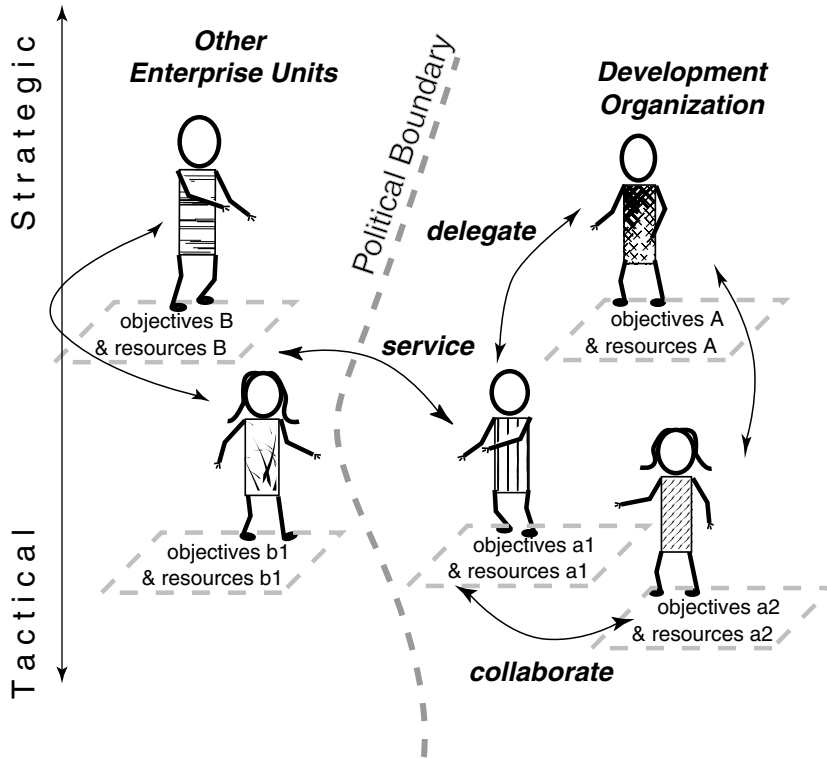 Strategic
Other
Enterprise Units
Political Boundary
Development
Organization
delegate
objectives B
& resources B
objectives A
& resources A
service
Tactical
objectives b1
& resources b1
objectives a1
& resources a1
objectives a2
& resources a2
collaborate